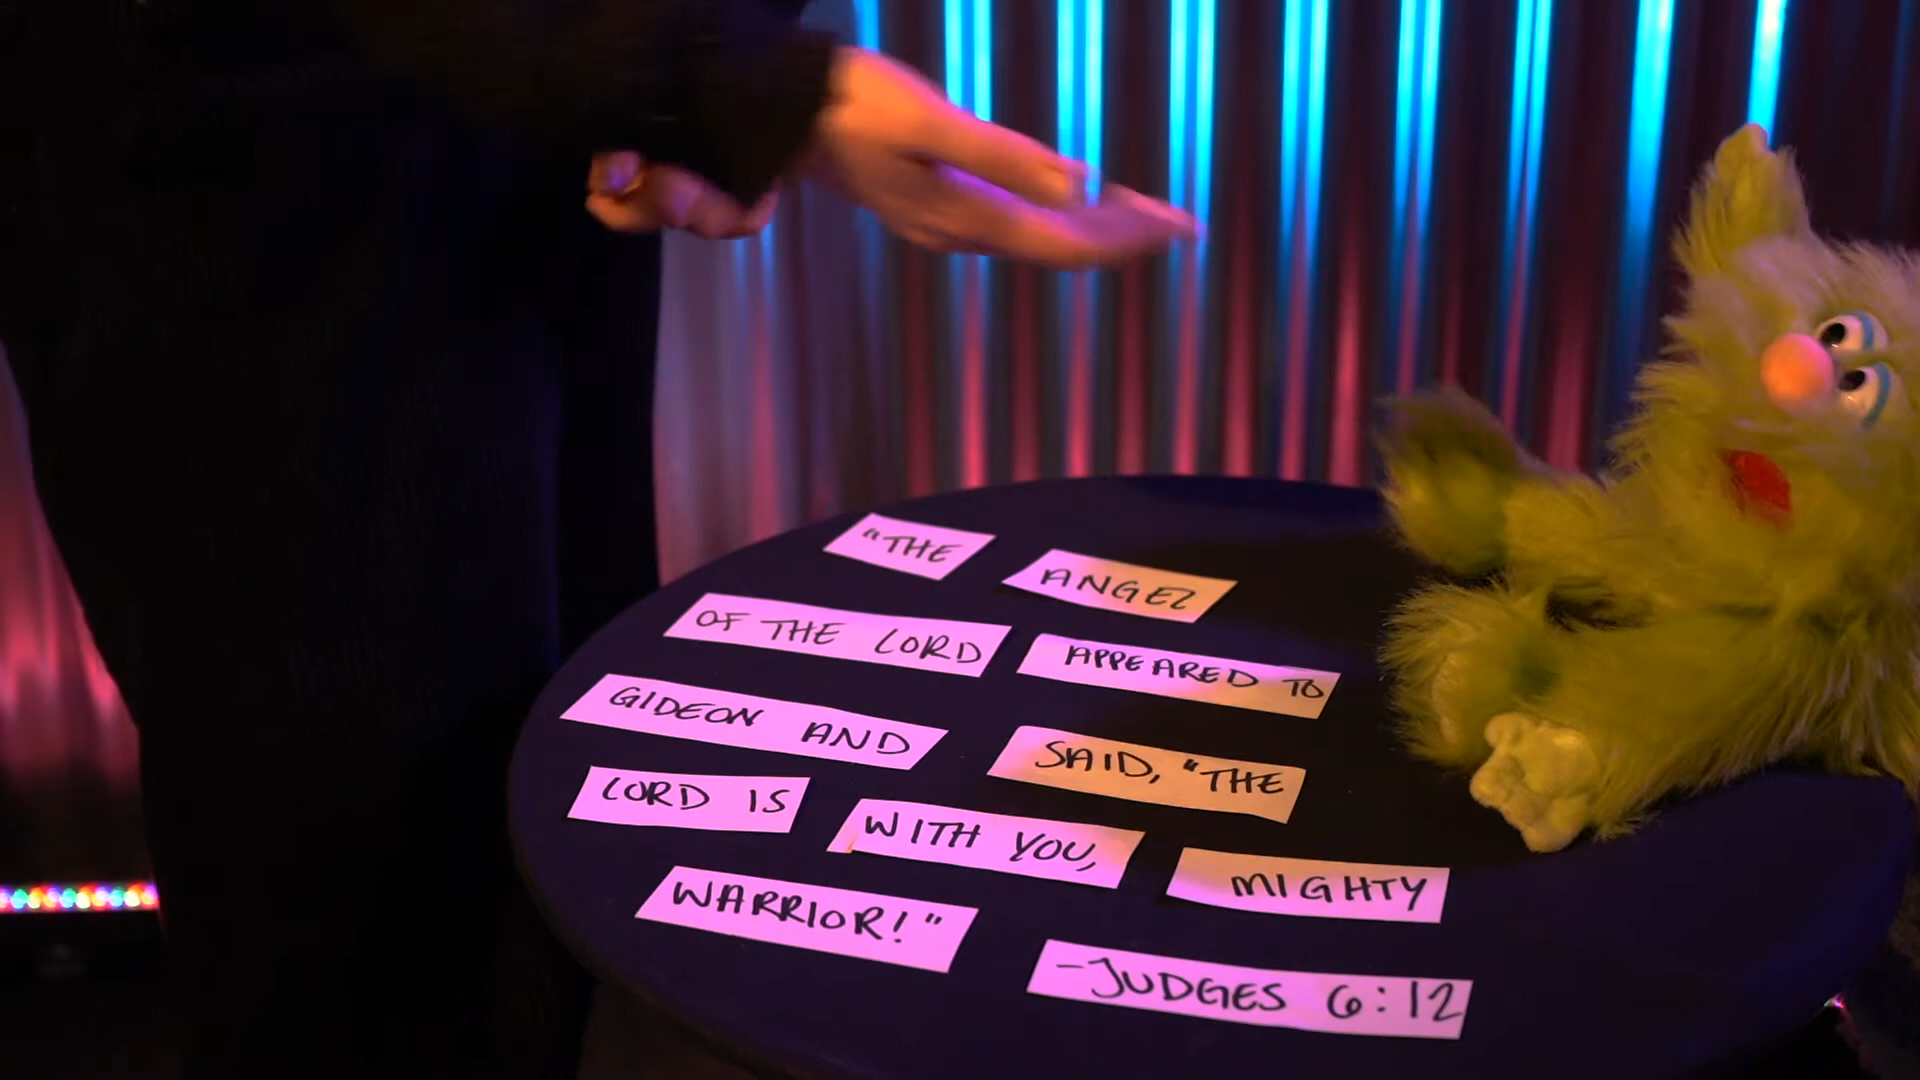 "THE ANGEL
OF THE LORD APPEARED TO
GIDEON AND SAID, "THE
LORD IS WITH YOU, MIGHTY
WARRIOR!"
-JUDGES 6:12